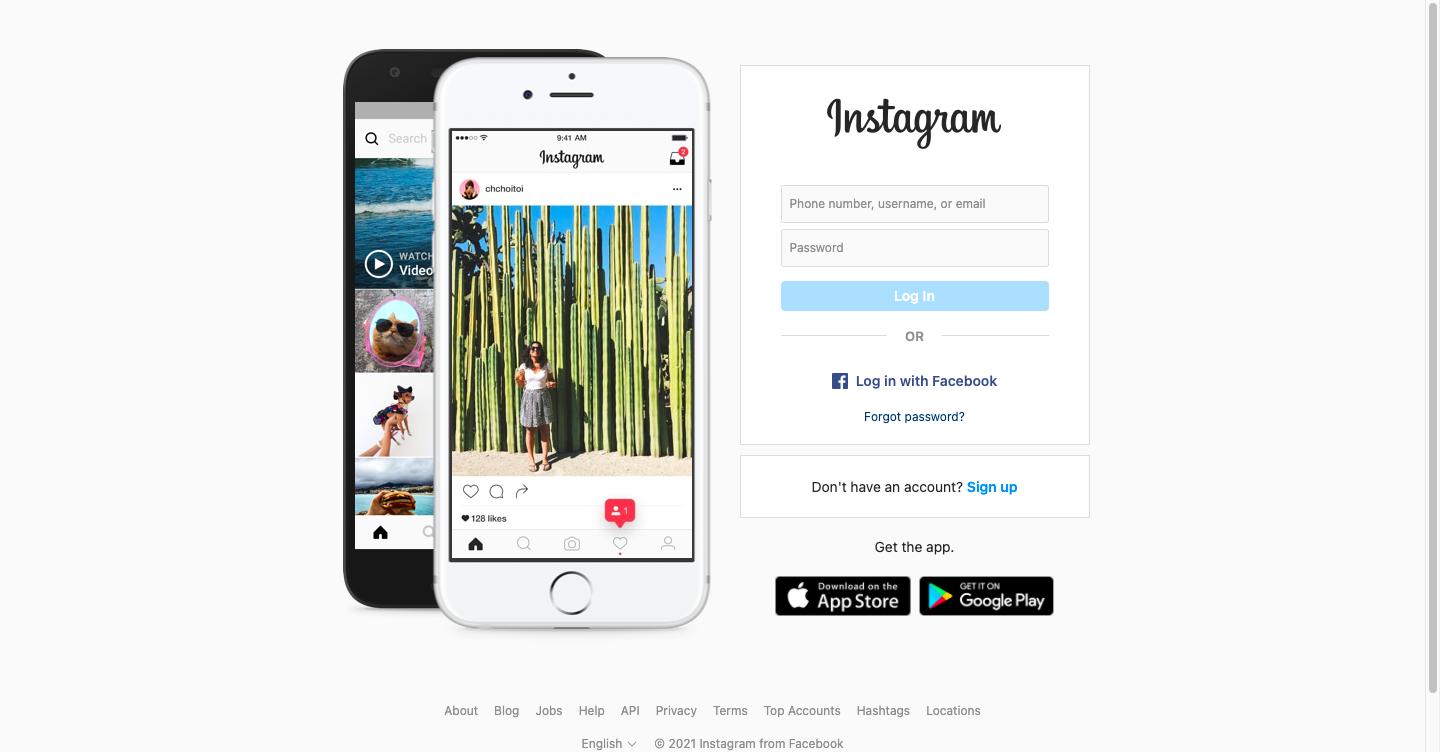 Search
WATCH
Video
9:41 AM
Instagram
2
chchoitoi
128 likes
1
Instagram
Phone number, username, or email
Password
Log In
OR
Log in with Facebook
Forgot password?
Don't have an account? Sign up
Get the app.
Download on the
App Store
GET IT ON
Google Play
About Blog Jobs Help API Privacy Terms Top Accounts Hashtags Locations
English © 2021 Instagram from Facebook